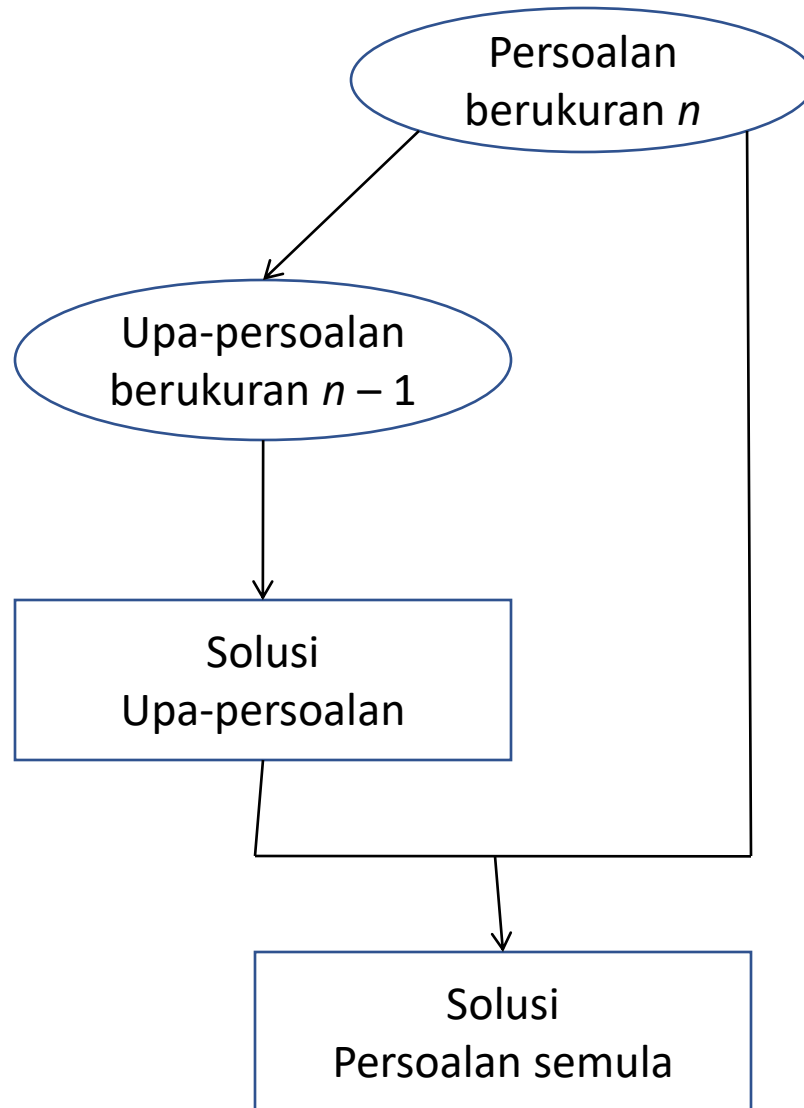 Persoalan
berukuran n
Upa-persoalan
berukuran n – 1
Solusi
Upa-persoalan
Solusi
Persoalan semula